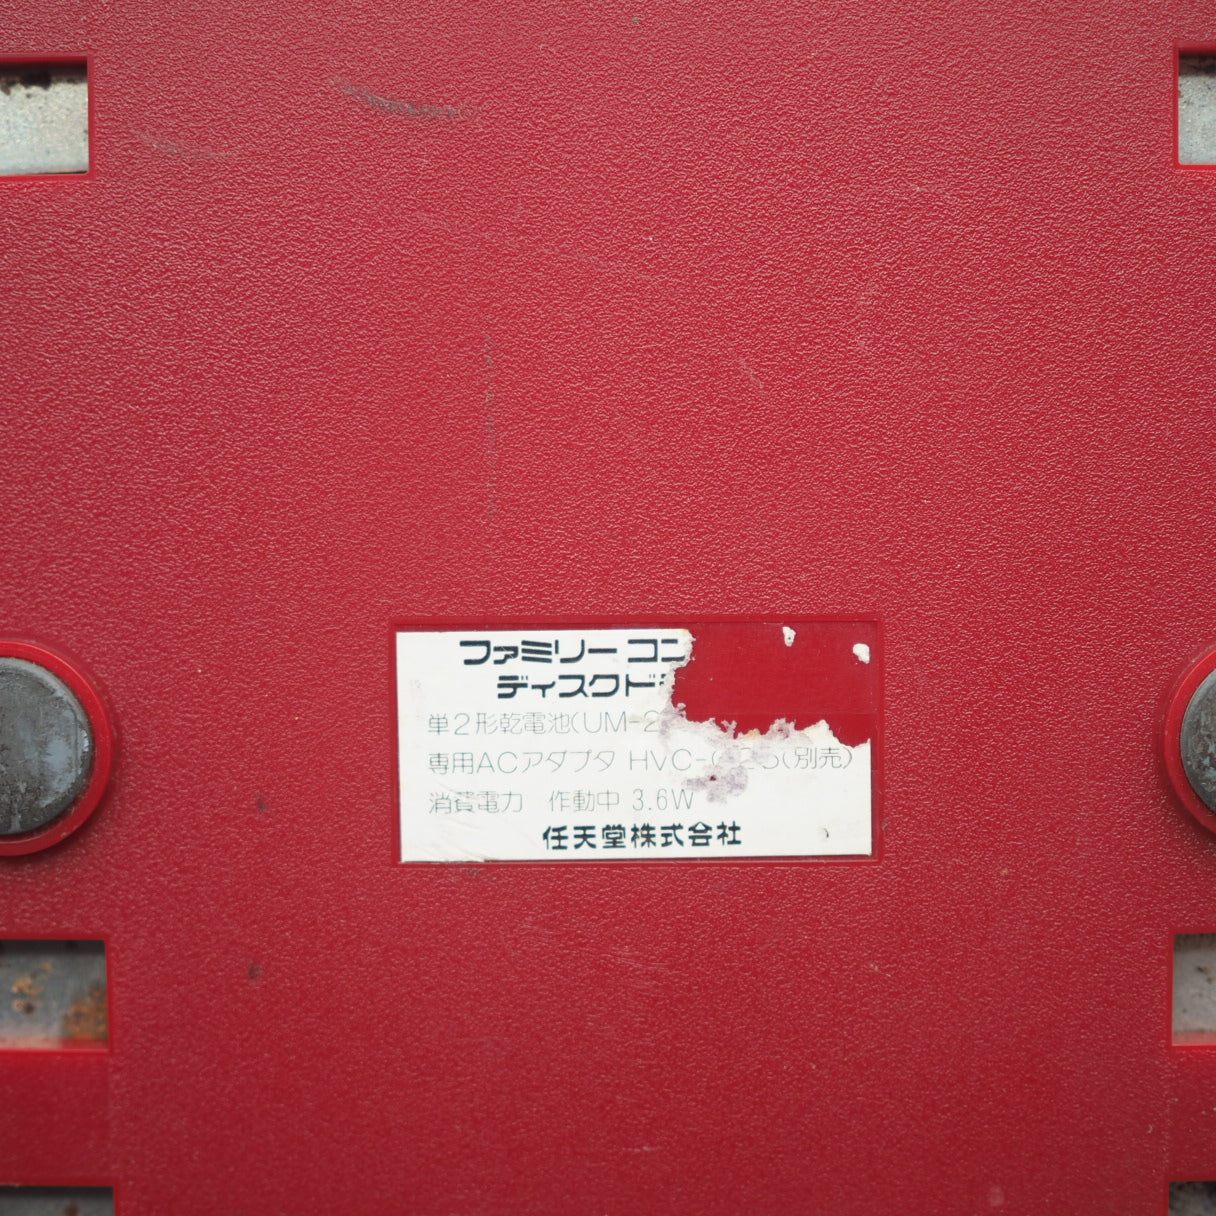 ファミリー コン
ディスクド
単2形乾電池(UM-2
専用ACアダプタ HVC-025(別売)
消費電力 作動中 3.6W
任天堂株式会社